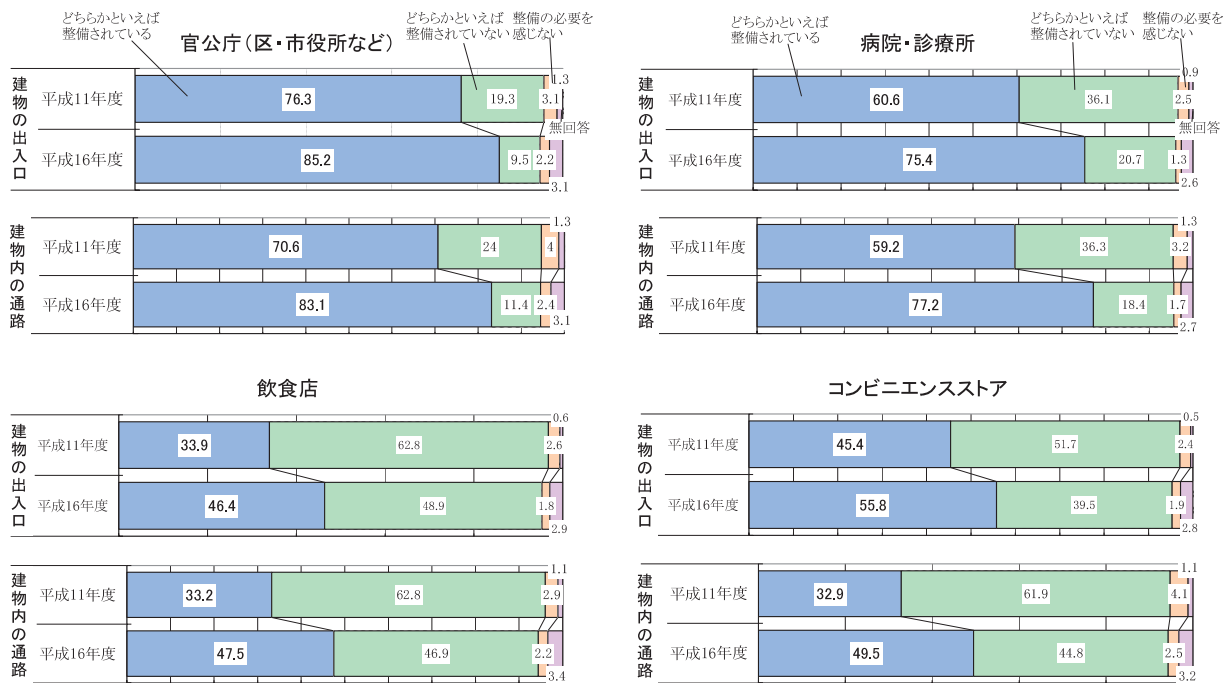 どちらかといえば
整備されている
どちらかといえば
整備されていない
整備の必要を
感じない
官公庁(区・市役所など)
建物の出入口
平成11年度
76.3
19.3
3.1
1.3
無回答
平成16年度
85.2
9.5
2.2
3.1
建物内の通路
平成11年度
70.6
24
4
1.3
平成16年度
83.1
11.4
2.4
3.1
どちらかといえば
整備されている
どちらかといえば
整備されていない
整備の必要を
感じない
病院・診療所
建物の出入口
平成11年度
60.6
36.1
2.5
0.9
無回答
平成16年度
75.4
20.7
1.3
2.6
建物内の通路
平成11年度
59.2
36.3
3.2
1.3
平成16年度
77.2
18.4
1.7
2.7
飲食店
建物の出入口
平成11年度
33.9
62.8
2.6
0.6
平成16年度
46.4
48.9
1.8
2.9
建物内の通路
平成11年度
33.2
62.8
2.9
1.1
平成16年度
47.5
46.9
2.2
3.4
コンビニエンスストア
建物の出入口
平成11年度
45.4
51.7
2.4
0.5
平成16年度
55.8
39.5
1.9
2.8
建物内の通路
平成11年度
32.9
61.9
4.1
1.1
平成16年度
49.5
44.8
2.5
3.2